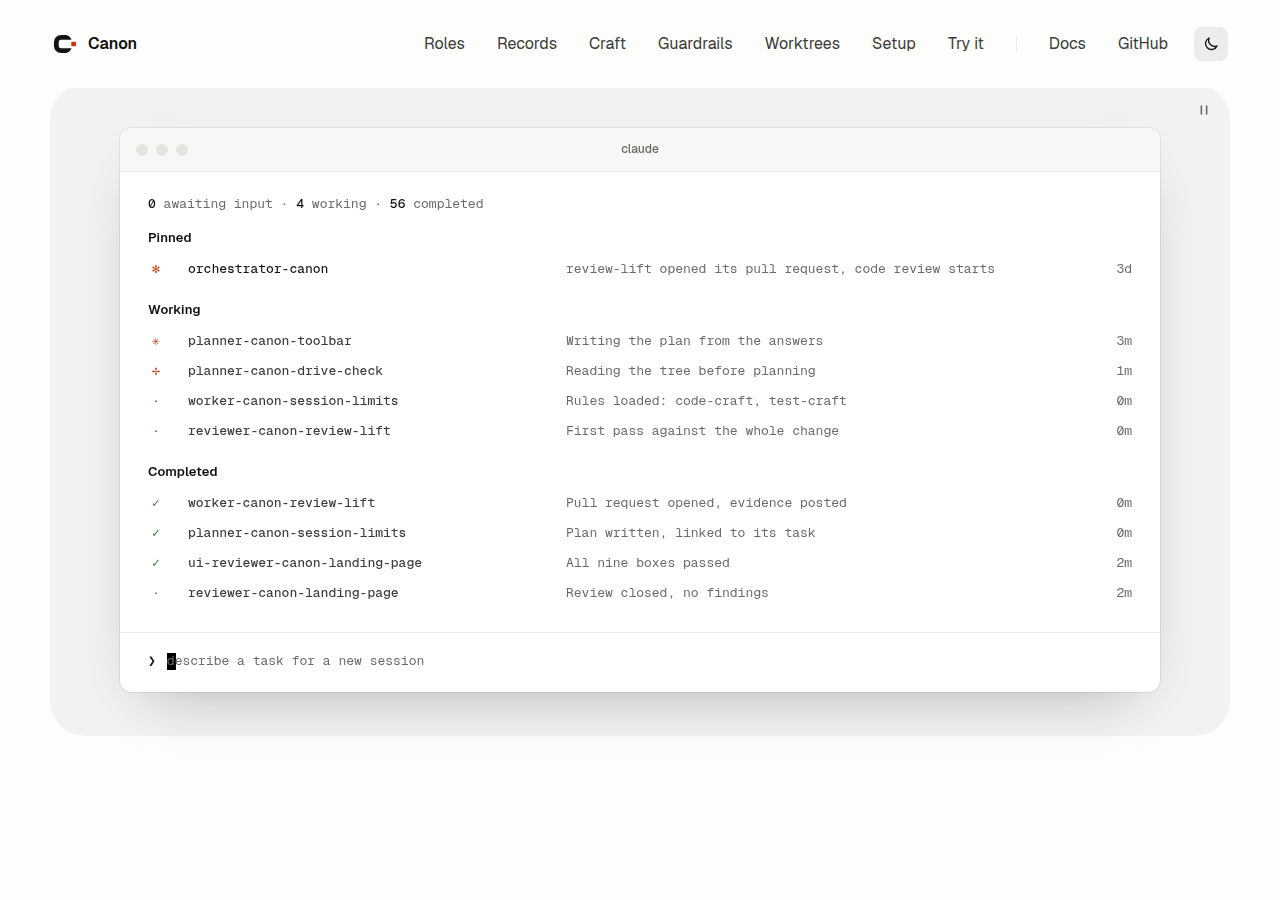 Canon
Roles Records Craft Guardrails Worktrees Setup Try it Docs GitHub
claude
0 awaiting input · 4 working · 56 completed
Pinned
✻ orchestrator-canon review-lift opened its pull request, code review starts 3d
Working
✳ planner-canon-toolbar Writing the plan from the answers 3m
✢ planner-canon-drive-check Reading the tree before planning 1m
· worker-canon-session-limits Rules loaded: code-craft, test-craft 0m
· reviewer-canon-review-lift First pass against the whole change 0m
Completed
✓ worker-canon-review-lift Pull request opened, evidence posted 0m
✓ planner-canon-session-limits Plan written, linked to its task 0m
✓ ui-reviewer-canon-landing-page All nine boxes passed 2m
· reviewer-canon-landing-page Review closed, no findings 2m
❯ describe a task for a new session